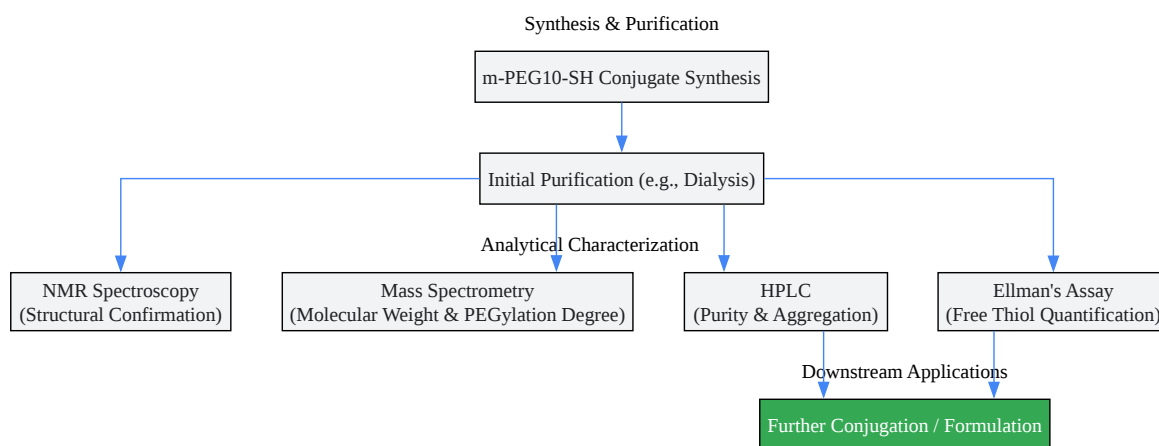 Synthesis & Purification
m-PEG10-SH Conjugate Synthesis
Initial Purification (e.g., Dialysis)
Analytical Characterization
NMR Spectroscopy
(Structural Confirmation)
Mass Spectrometry
(Molecular Weight & PEGylation Degree)
HPLC
(Purity & Aggregation)
Ellman's Assay
(Free Thiol Quantification)
Downstream Applications
Further Conjugation / Formulation